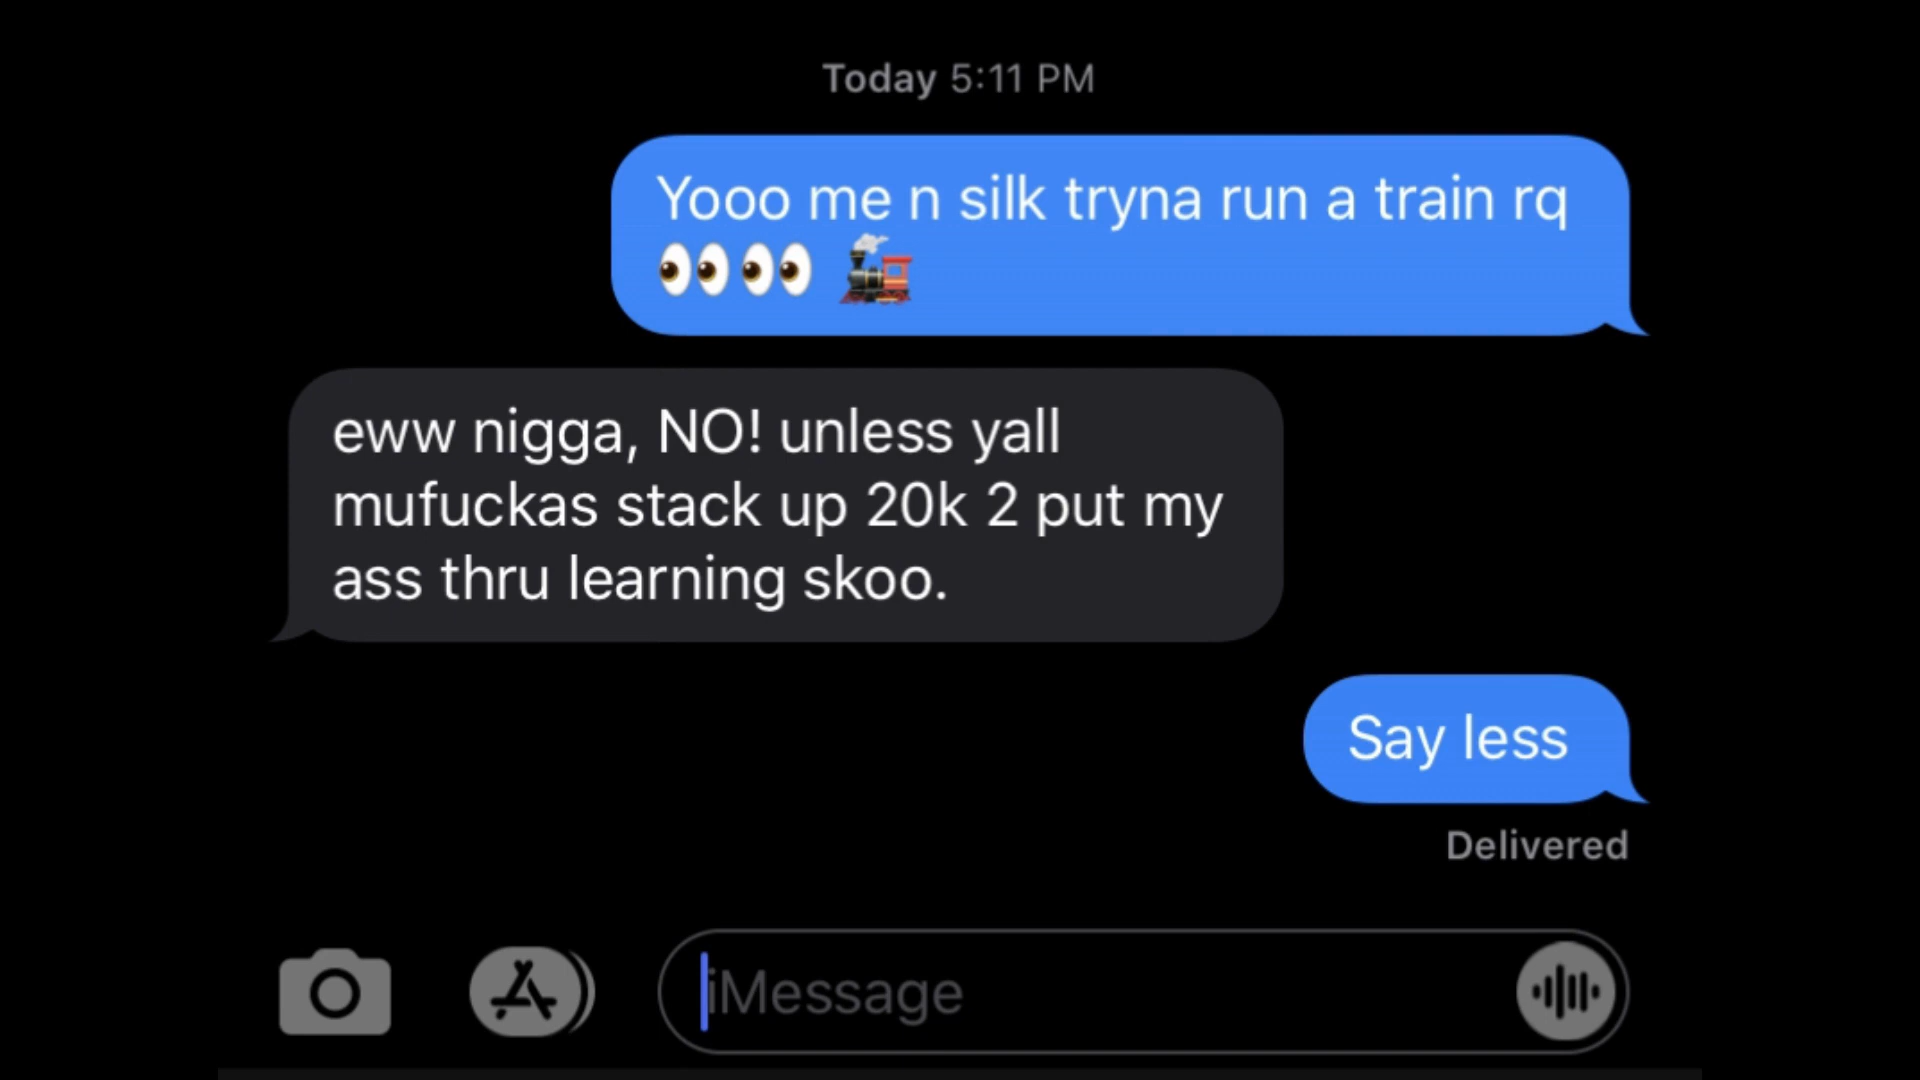 Today 5:11 PM
Yooo me n silk tryna run a train rq
👀👀 🚂
eww nigga, NO! unless yall
mufuckas stack up 20k 2 put my
ass thru learning skoo.
Say less
Delivered
iMessage